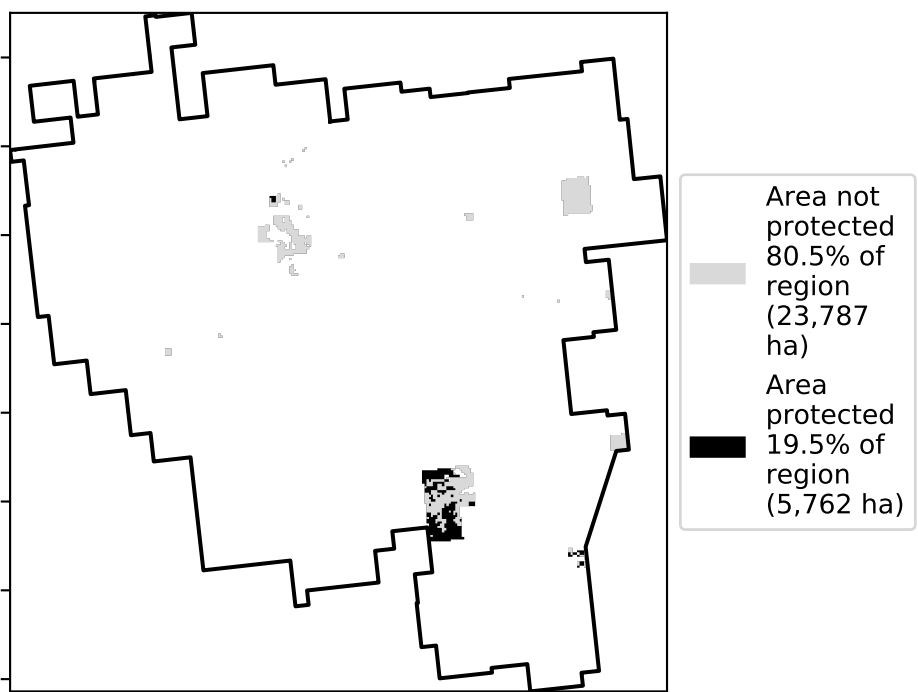 Area not
protected
80.5% of
region
(23,787
ha)
Area
protected
19.5% of
region
(5,762 ha)